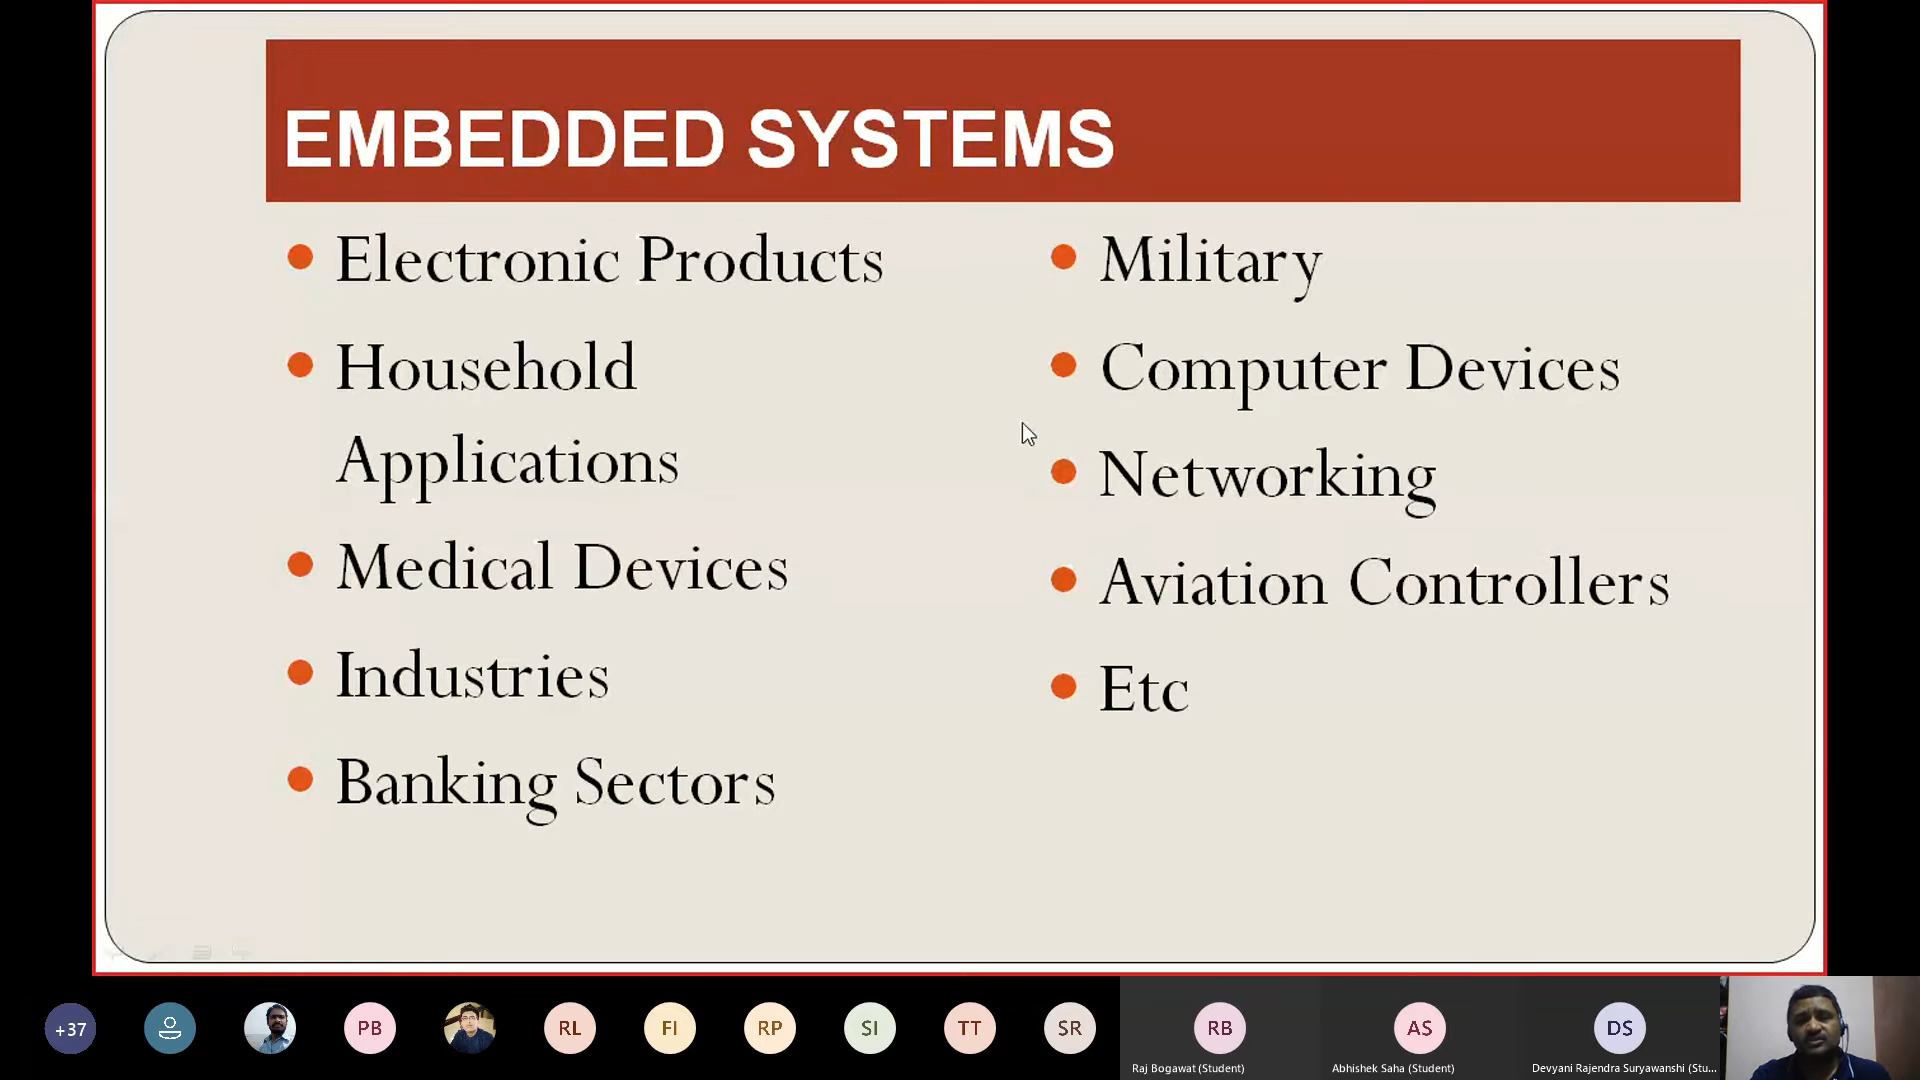 EMBEDDED SYSTEMS
Electronic Products
Household
Applications
Medical Devices
Industries
Banking Sectors
Military
Computer Devices
Networking
Aviation Controllers
Etc
+37
PB
RL
FI
RP
SI
TT
SR
RB
Raj Bogawat (Student)
AS
Abhishek Saha (Student)
DS
Devyani Rajendra Suryawanshi (Stu...